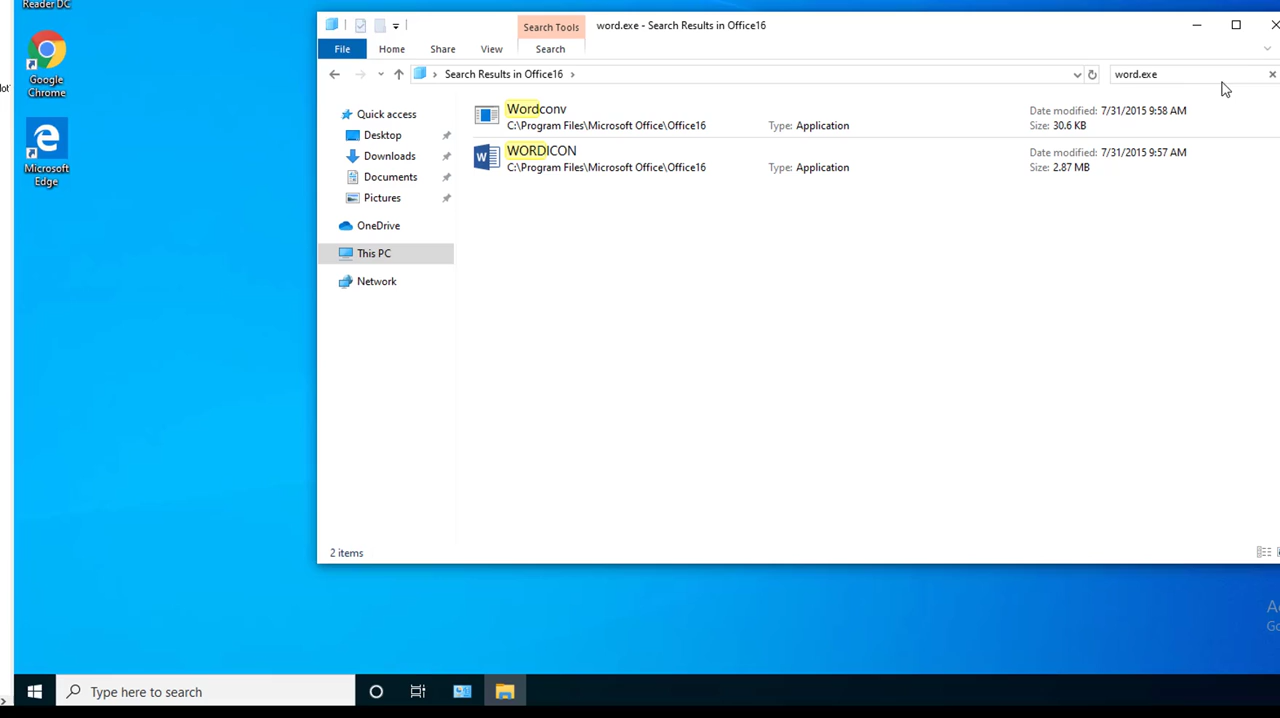 Reader DC
Google
Chrome
Microsoft
Edge
Search Tools
word.exe - Search Results in Office16
File
Home
Share
View
Search
Search Results in Office16
word.exe
Quick access
Desktop
Downloads
Documents
Pictures
OneDrive
This PC
Network
Wordconv
C:\Program Files\Microsoft Office\Office16
Type: Application
Date modified: 7/31/2015 9:58 AM
Size: 30.6 KB
WORDICON
C:\Program Files\Microsoft Office\Office16
Type: Application
Date modified: 7/31/2015 9:57 AM
Size: 2.87 MB
2 items
Type here to search